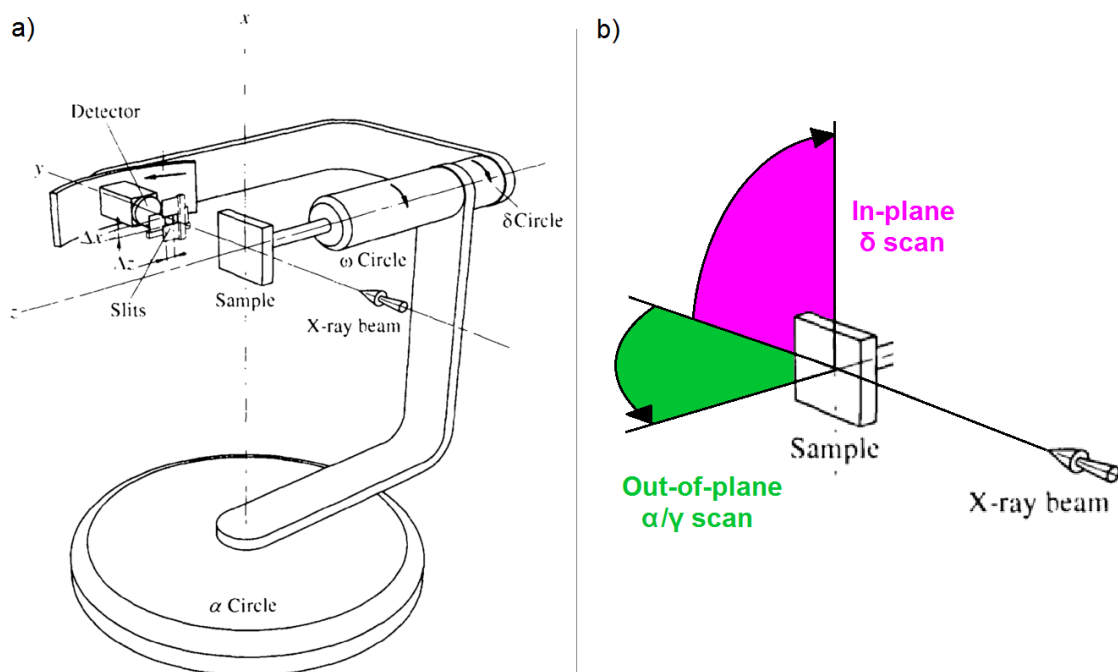 a)
x
Detector
y
δ Circle
Δx
ω Circle
Δz
z
Slits
Sample
X-ray beam
α Circle
b)
In-plane
δ scan
Sample
Out-of-plane
α/γ scan
X-ray beam